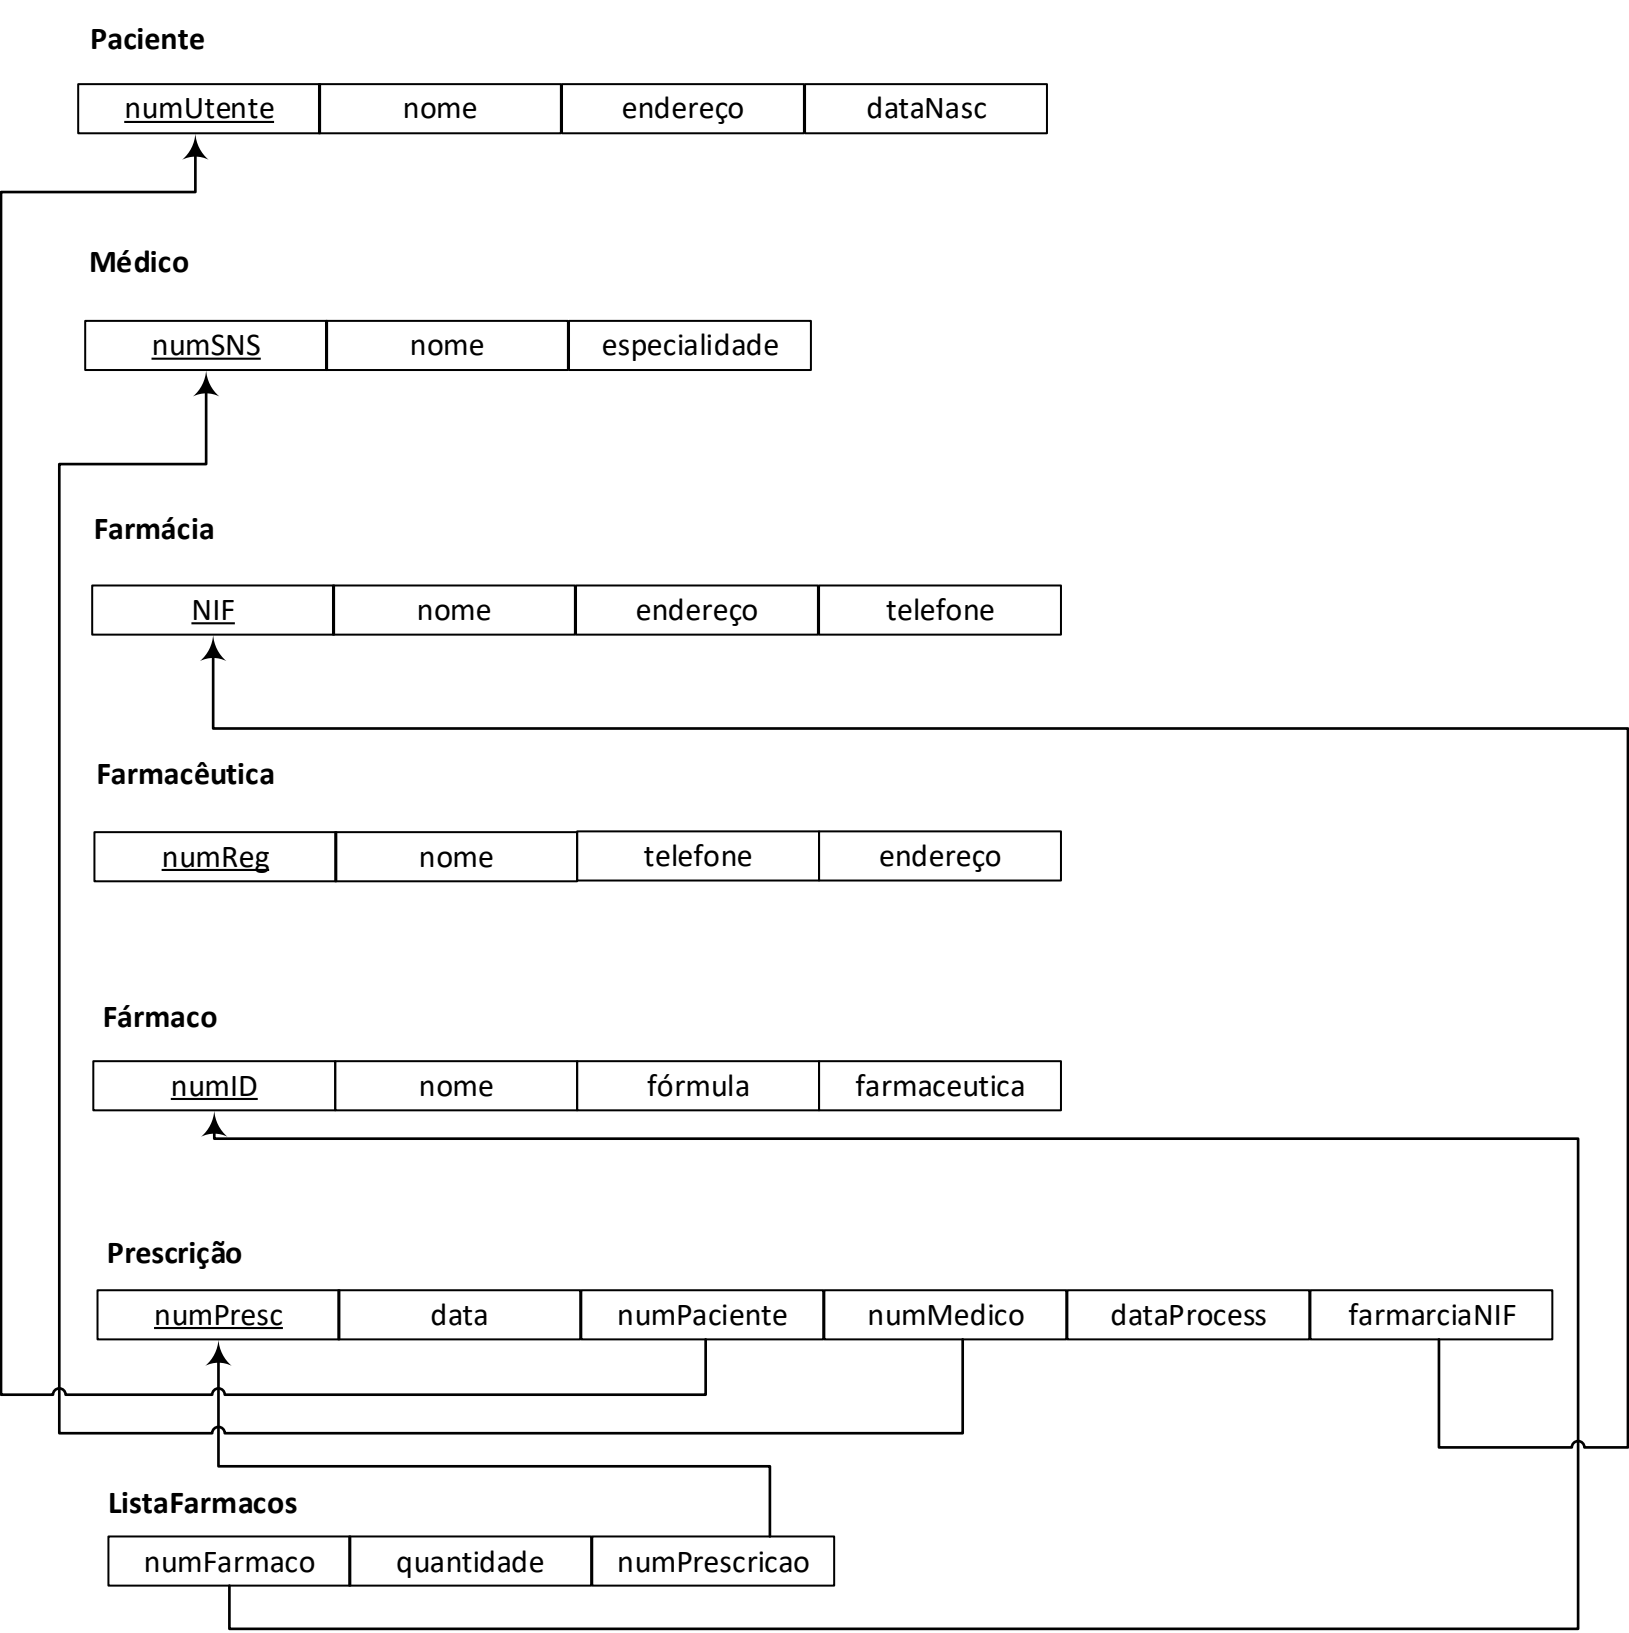 Paciente
numUtente nome endereço dataNasc
Médico
numSNS nome especialidade
Farmácia
NIF nome endereço telefone
Farmacêutica
numReg nome telefone endereço
Fármaco
numID nome fórmula farmaceutica
Prescrição
numPresc data numPaciente numMedico dataProcess farmarciaNIF
ListaFarmacos
numFarmaco quantidade numPrescricao